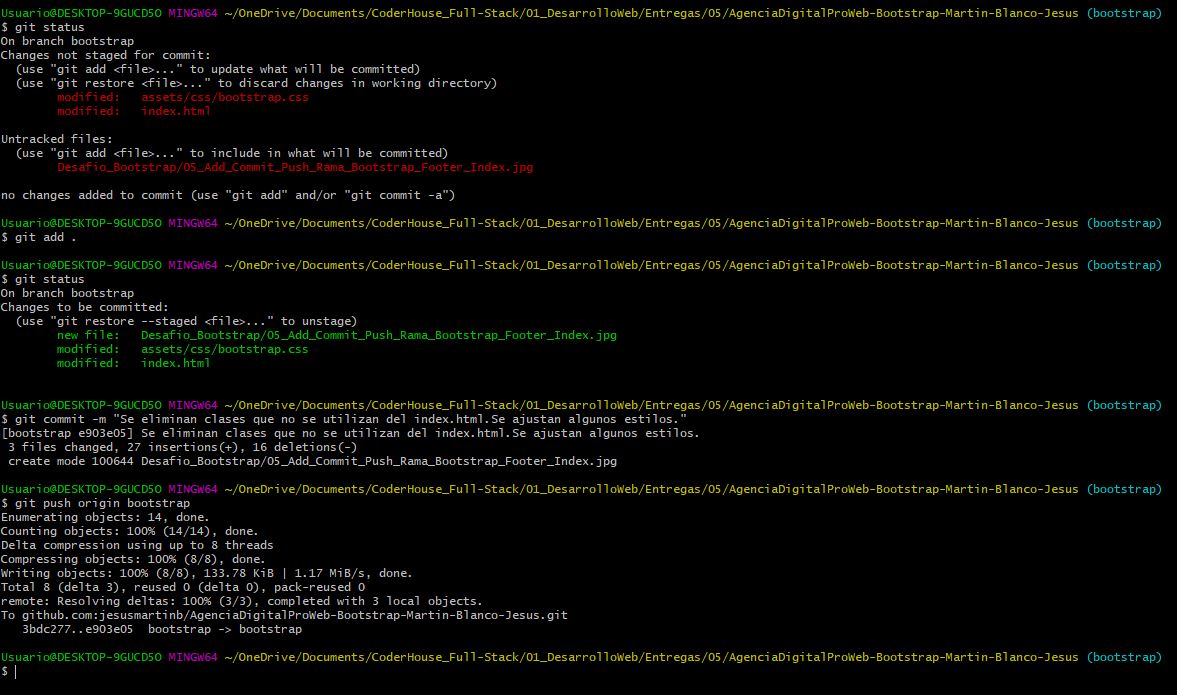 Usuario@DESKTOP-9GUCD5O MINGW64 ~/OneDrive/Documents/CoderHouse_Full-Stack/01_DesarrolloWeb/Entregas/05/AgenciaDigitalProWeb-Bootstrap-Martin-Blanco-Jesus (bootstrap)
$ git status
On branch bootstrap
Changes not staged for commit:
  (use "git add <file>..." to update what will be committed)
  (use "git restore <file>..." to discard changes in working directory)
        modified:   assets/css/bootstrap.css
        modified:   index.html

Untracked files:
  (use "git add <file>..." to include in what will be committed)
        Desafio_Bootstrap/05_Add_Commit_Push_Rama_Bootstrap_Footer_Index.jpg

no changes added to commit (use "git add" and/or "git commit -a")

Usuario@DESKTOP-9GUCD5O MINGW64 ~/OneDrive/Documents/CoderHouse_Full-Stack/01_DesarrolloWeb/Entregas/05/AgenciaDigitalProWeb-Bootstrap-Martin-Blanco-Jesus (bootstrap)
$ git add .

Usuario@DESKTOP-9GUCD5O MINGW64 ~/OneDrive/Documents/CoderHouse_Full-Stack/01_DesarrolloWeb/Entregas/05/AgenciaDigitalProWeb-Bootstrap-Martin-Blanco-Jesus (bootstrap)
$ git status
On branch bootstrap
Changes to be committed:
  (use "git restore --staged <file>..." to unstage)
        new file:   Desafio_Bootstrap/05_Add_Commit_Push_Rama_Bootstrap_Footer_Index.jpg
        modified:   assets/css/bootstrap.css
        modified:   index.html

Usuario@DESKTOP-9GUCD5O MINGW64 ~/OneDrive/Documents/CoderHouse_Full-Stack/01_DesarrolloWeb/Entregas/05/AgenciaDigitalProWeb-Bootstrap-Martin-Blanco-Jesus (bootstrap)
$ git commit -m "Se eliminan clases que no se utilizan del index.html.Se ajustan algunos estilos."
[bootstrap e903e05] Se eliminan clases que no se utilizan del index.html.Se ajustan algunos estilos.
 3 files changed, 27 insertions(+), 16 deletions(-)
 create mode 100644 Desafio_Bootstrap/05_Add_Commit_Push_Rama_Bootstrap_Footer_Index.jpg

Usuario@DESKTOP-9GUCD5O MINGW64 ~/OneDrive/Documents/CoderHouse_Full-Stack/01_DesarrolloWeb/Entregas/05/AgenciaDigitalProWeb-Bootstrap-Martin-Blanco-Jesus (bootstrap)
$ git push origin bootstrap
Enumerating objects: 14, done.
Counting objects: 100% (14/14), done.
Delta compression using up to 8 threads
Compressing objects: 100% (8/8), done.
Writing objects: 100% (8/8), 133.78 KiB | 1.17 MiB/s, done.
Total 8 (delta 3), reused 0 (delta 0), pack-reused 0
remote: Resolving deltas: 100% (3/3), completed with 3 local objects.
To github.com:jesusmartinb/AgenciaDigitalProWeb-Bootstrap-Martin-Blanco-Jesus.git
   3bdc277..e903e05  bootstrap -> bootstrap

Usuario@DESKTOP-9GUCD5O MINGW64 ~/OneDrive/Documents/CoderHouse_Full-Stack/01_DesarrolloWeb/Entregas/05/AgenciaDigitalProWeb-Bootstrap-Martin-Blanco-Jesus (bootstrap)
$